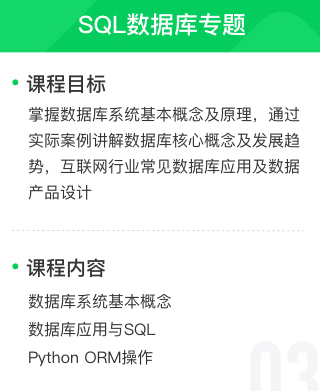 SQL数据库专题
课程目标
掌握数据库系统基本概念及原理，通过
实际案例讲解数据库核心概念及发展趋
势，互联网行业常见数据库应用及数据
产品设计
课程内容
数据库系统基本概念
数据库应用与SQL
Python ORM操作
03